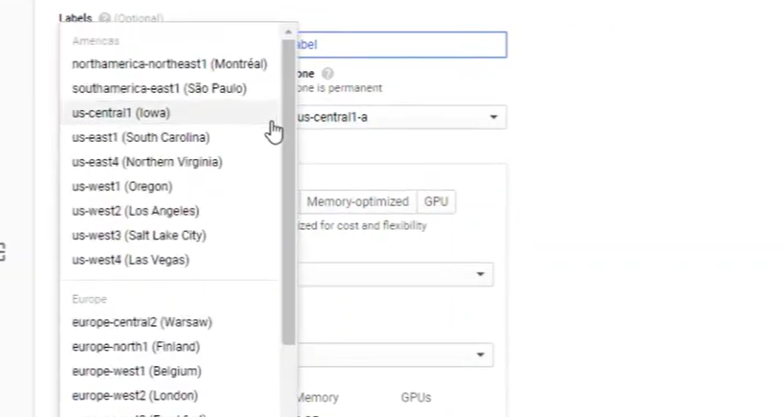 Labels (Optional)
Americas
northamerica-northeast1 (Montréal)
southamerica-east1 (São Paulo)
us-central1 (Iowa)
us-east1 (South Carolina)
us-east4 (Northern Virginia)
us-west1 (Oregon)
us-west2 (Los Angeles)
us-west3 (Salt Lake City)
us-west4 (Las Vegas)
Europe
europe-central2 (Warsaw)
europe-north1 (Finland)
europe-west1 (Belgium)
europe-west2 (London)
abel
one
one is permanent
us-central1-a
Memory-optimized GPU
ized for cost and flexibility
Memory GPUs